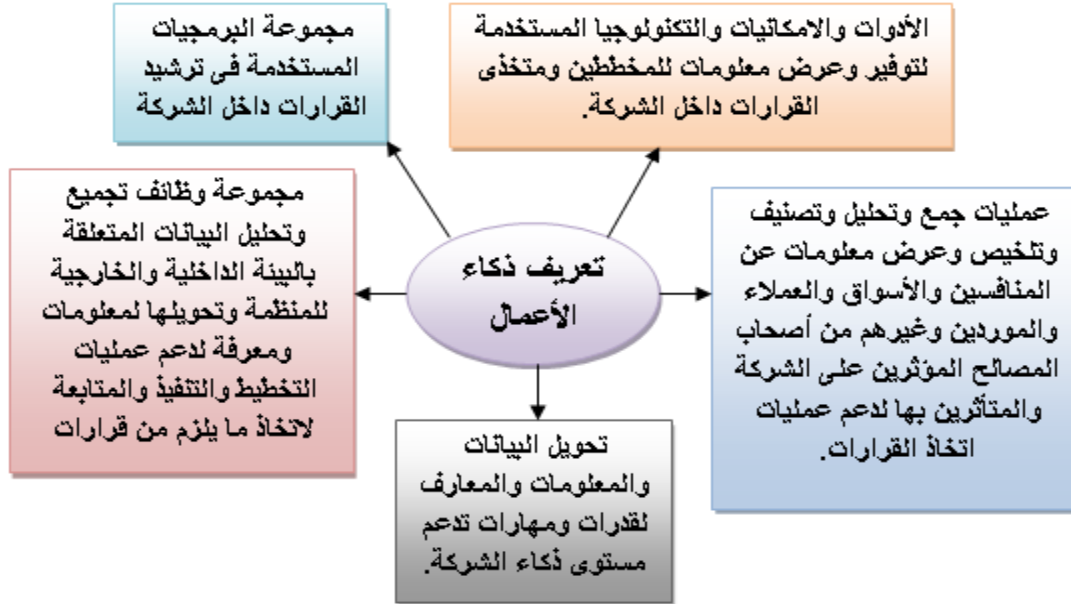 الأدوات والامكانيات والتكنولوجيا المستخدمة
لتوفير وعرض معلومات للمخططين ومتخذى
القرارات داخل الشركة.
مجموعة البرمجيات
المستخدمة فى ترشيد
القرارات داخل الشركة
تعريف ذكاء
الأعمال
عمليات جمع وتحليل وتصنيف
وتلخيص وعرض معلومات عن
المنافسين والأسواق والعملاء
والموردين وغيرهم من أصحاب
المصالح المؤثرين على الشركة
والمتأثرين بها لدعم عمليات
اتخاذ القرارات.
مجموعة وظائف تجميع
وتحليل البيانات المتعلقة
بالبيئة الداخلية والخارجية
للمنظمة وتحويلها لمعلومات
ومعرفة لدعم عمليات
التخطيط والتنفيذ والمتابعة
لاتخاذ ما يلزم من قرارات
تحويل البيانات
والمعلومات والمعارف
لقدرات ومهارات تدعم
مستوى ذكاء الشركة.